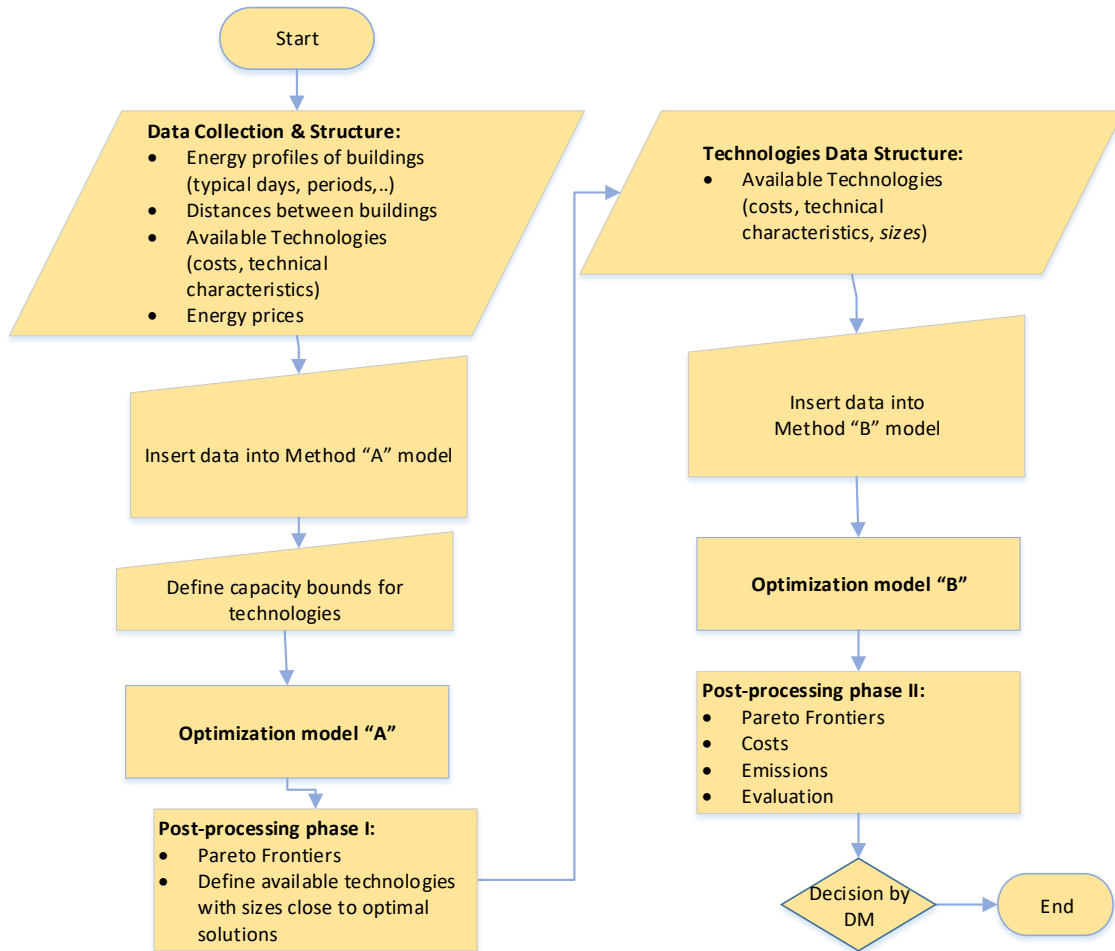 Start
Data Collection & Structure:
• Energy profiles of buildings
(typical days, periods,..)
• Distances between buildings
• Available Technologies
(costs, technical
characteristics)
• Energy prices
Insert data into Method “A” model
Define capacity bounds for
technologies
Optimization model “A”
Post-processing phase I:
• Pareto Frontiers
• Define available technologies
with sizes close to optimal
solutions
Technologies Data Structure:
• Available Technologies
(costs, technical
characteristics, sizes)
Insert data into
Method “B” model
Optimization model “B”
Post-processing phase II:
• Pareto Frontiers
• Costs
• Emissions
• Evaluation
Decision by
DM
End